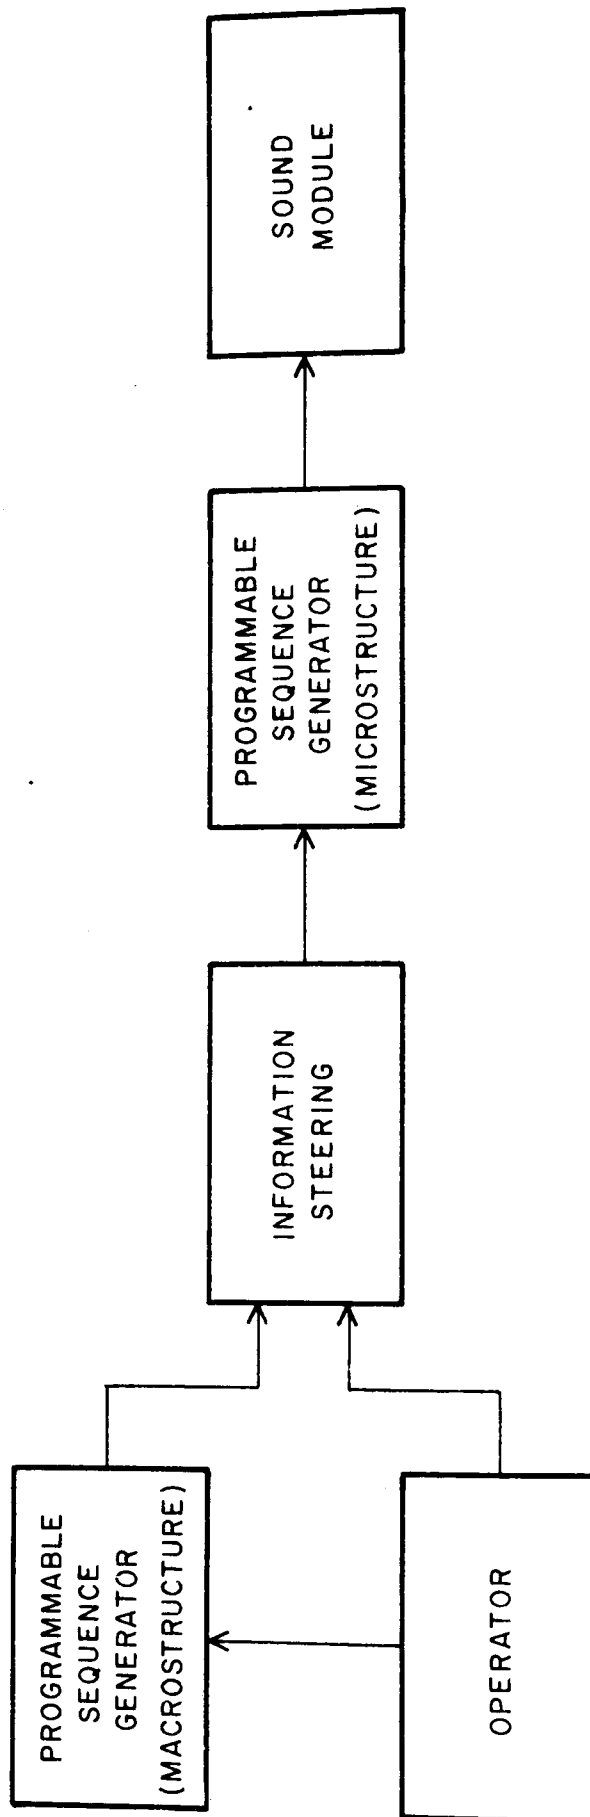 PROGRAMMABLE
SEQUENCE
GENERATOR
(MACROSTRUCTURE)
OPERATOR
INFORMATION
STEERING
PROGRAMMABLE
SEQUENCE
GENERATOR
(MICROSTRUCTURE)
SOUND
MODULE